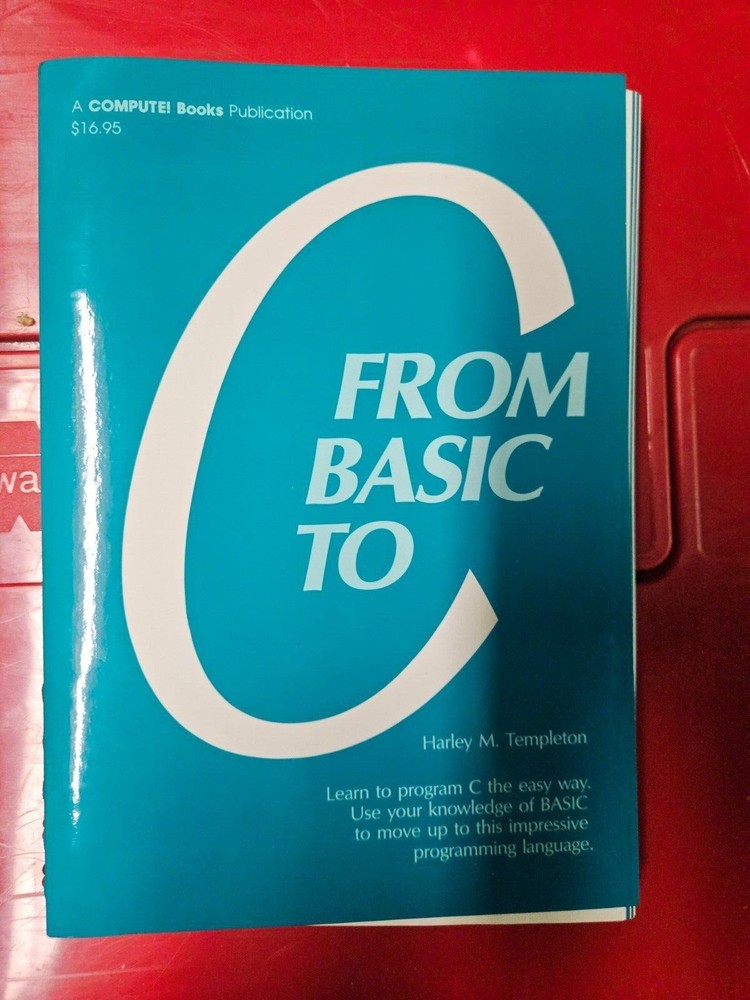 A COMPUTE! Books Publication
$16.95
FROM
BASIC
TO
C
Harley M. Templeton
Learn to program C the easy way.
Use your knowledge of BASIC
to move up to this impressive
programming language.
wa